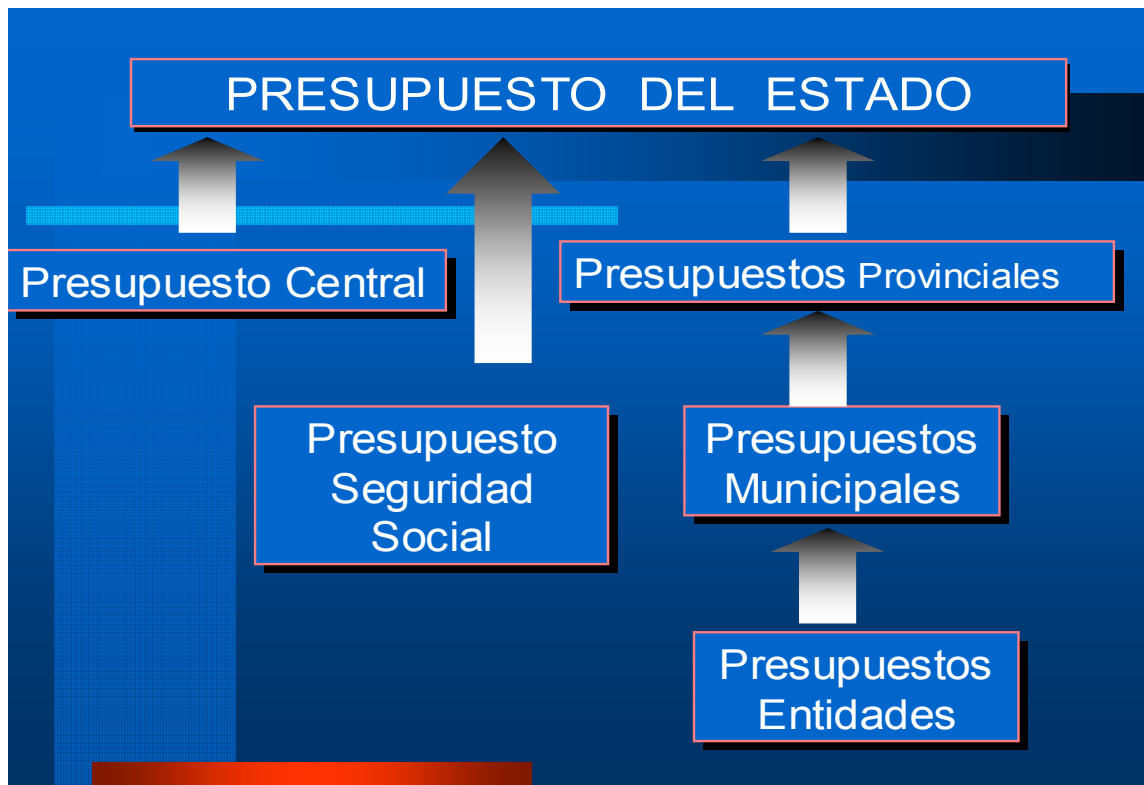 PRESUPUESTO DEL ESTADO
Presupuesto Central
Presupuestos Provinciales
Presupuesto
Seguridad
Social
Presupuestos
Municipales
Presupuestos
Entidades